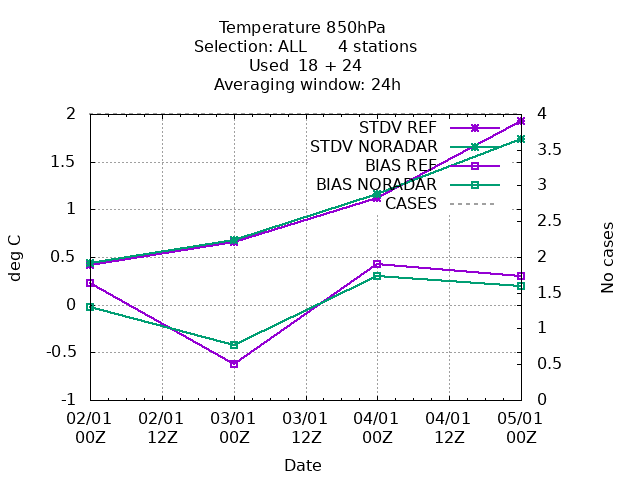 Temperature 850hPa
Selection: ALL 4 stations
Used 18 + 24
Averaging window: 24h
STDV REF
STDV NORADAR
BIAS REF
BIAS NORADAR
CASES
2
1.5
1
0.5
0
-0.5
-1
4
3.5
3
2.5
2
1.5
1
0.5
0
deg C
No cases
02/01 02/01 03/01 03/01 04/01 04/01 05/01
00Z 12Z 00Z 12Z 00Z 12Z 00Z
Date